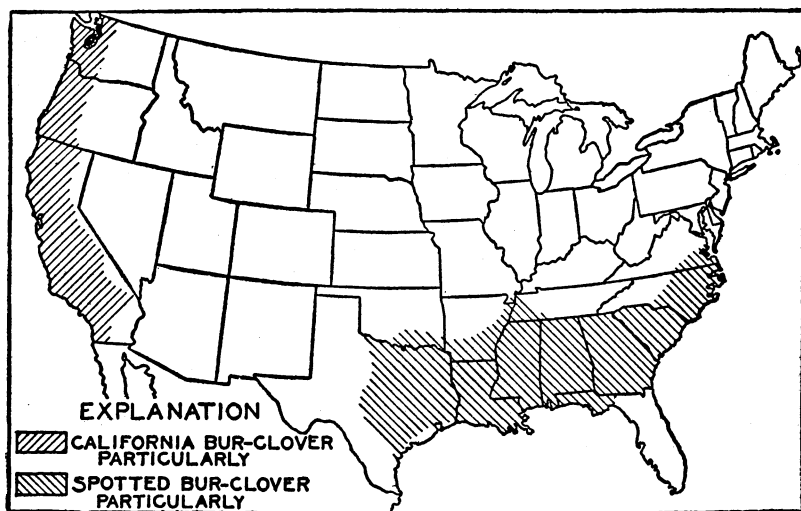 EXPLANATION
CALIFORNIA BUR-CLOVER
PARTICULARLY
SPOTTED BUR-CLOVER
PARTICULARLY